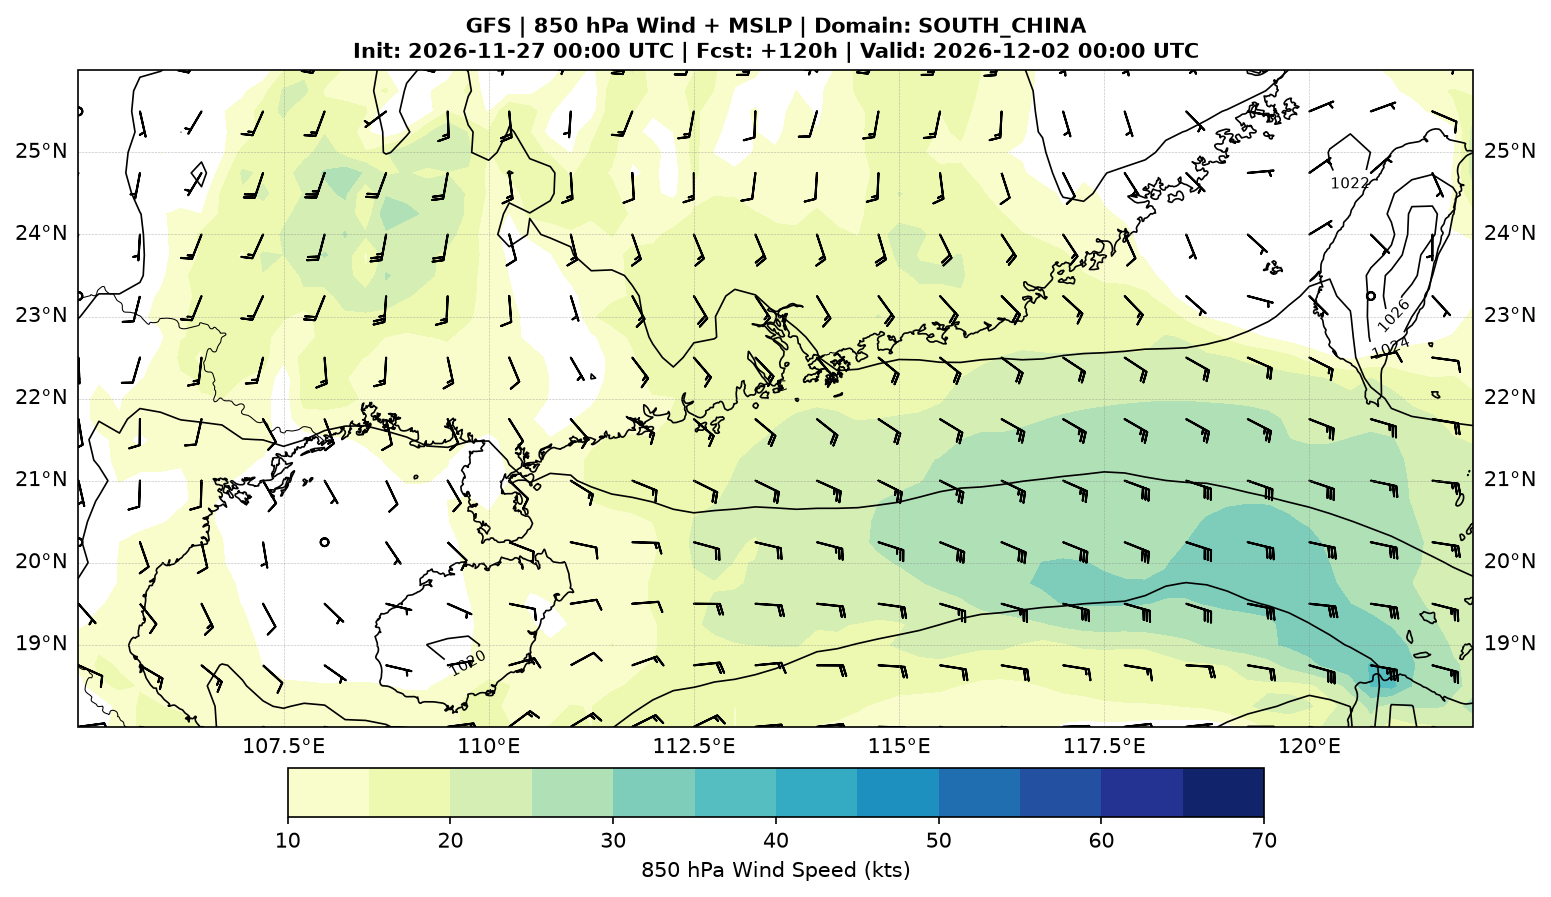 GFS | 850 hPa Wind + MSLP | Domain: SOUTH_CHINA
Init: 2026-11-27 00:00 UTC | Fcst: +120h | Valid: 2026-12-02 00:00 UTC
25°N 25°N
1022
24°N 24°N
1026
23°N 23°N
1024
22°N 22°N
21°N 21°N
20°N 20°N
19°N 19°N
1020
107.5°E 110°E 112.5°E 115°E 117.5°E 120°E
10 20 30 40 50 60 70
850 hPa Wind Speed (kts)